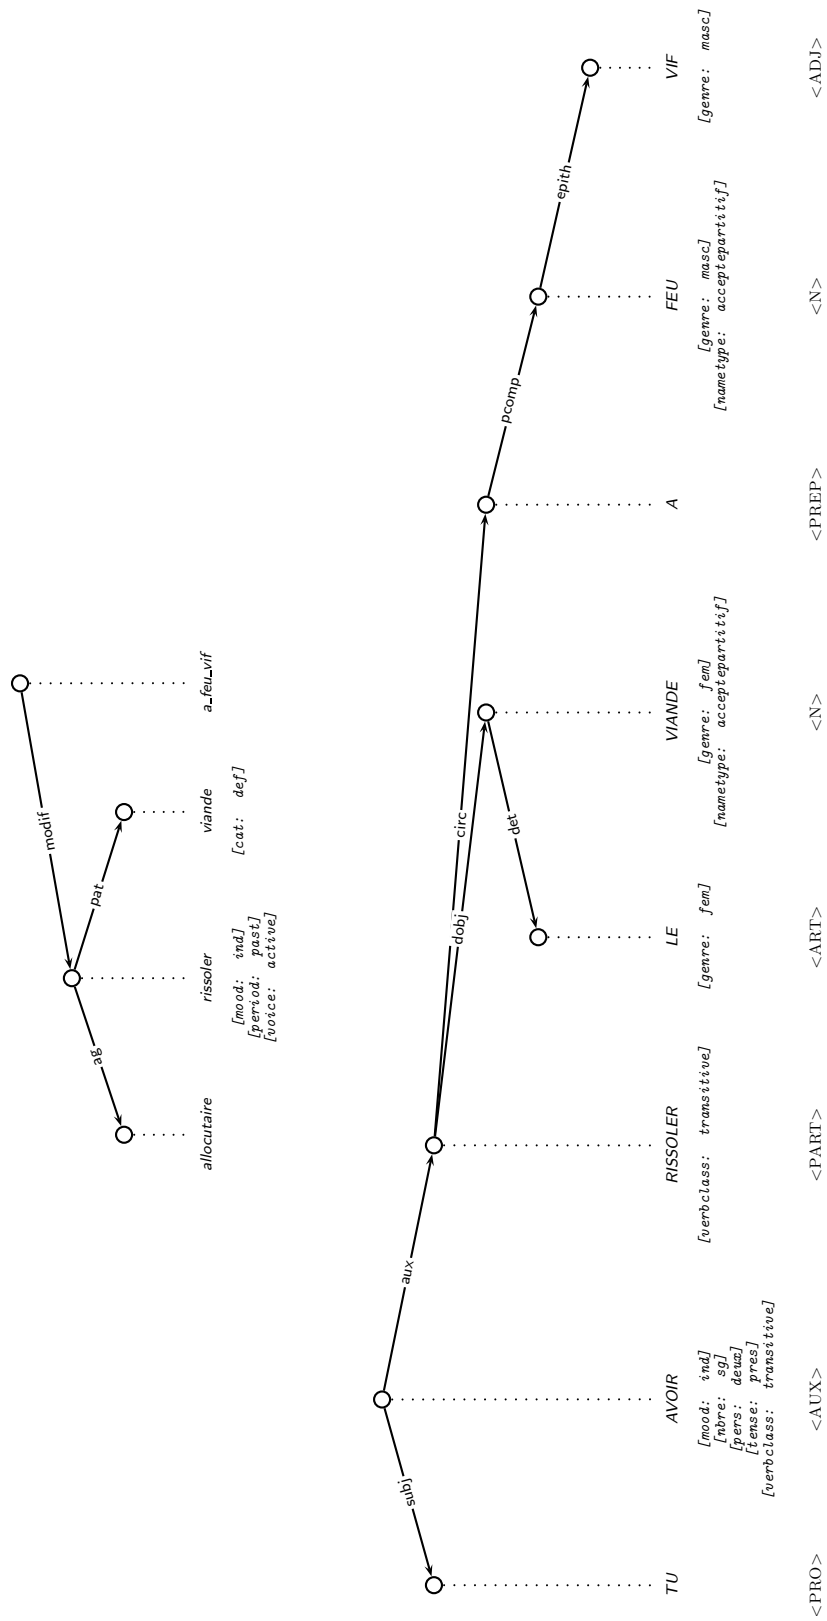 modif
ag
pat
allocutaire
rissoler
[mood: ind]
[period: past]
[voice: active]
viande
[cat: def]
a_feu_vif
subj
aux
dobj
circ
det
pcomp
epith
TU
AVOIR
[mood: ind]
[nbre: sg]
[pers: deux]
[tense: pres]
[verbclass: transitive]
RISSOLER
[verbclass: transitive]
LE
[genre: fem]
VIANDE
[genre: fem]
[nametype: acceptepartitif]
A
FEU
[genre: masc]
[nametype: acceptepartitif]
VIF
[genre: masc]
<PRO>
<AUX>
<PART>
<ART>
<N>
<PREP>
<N>
<ADJ>